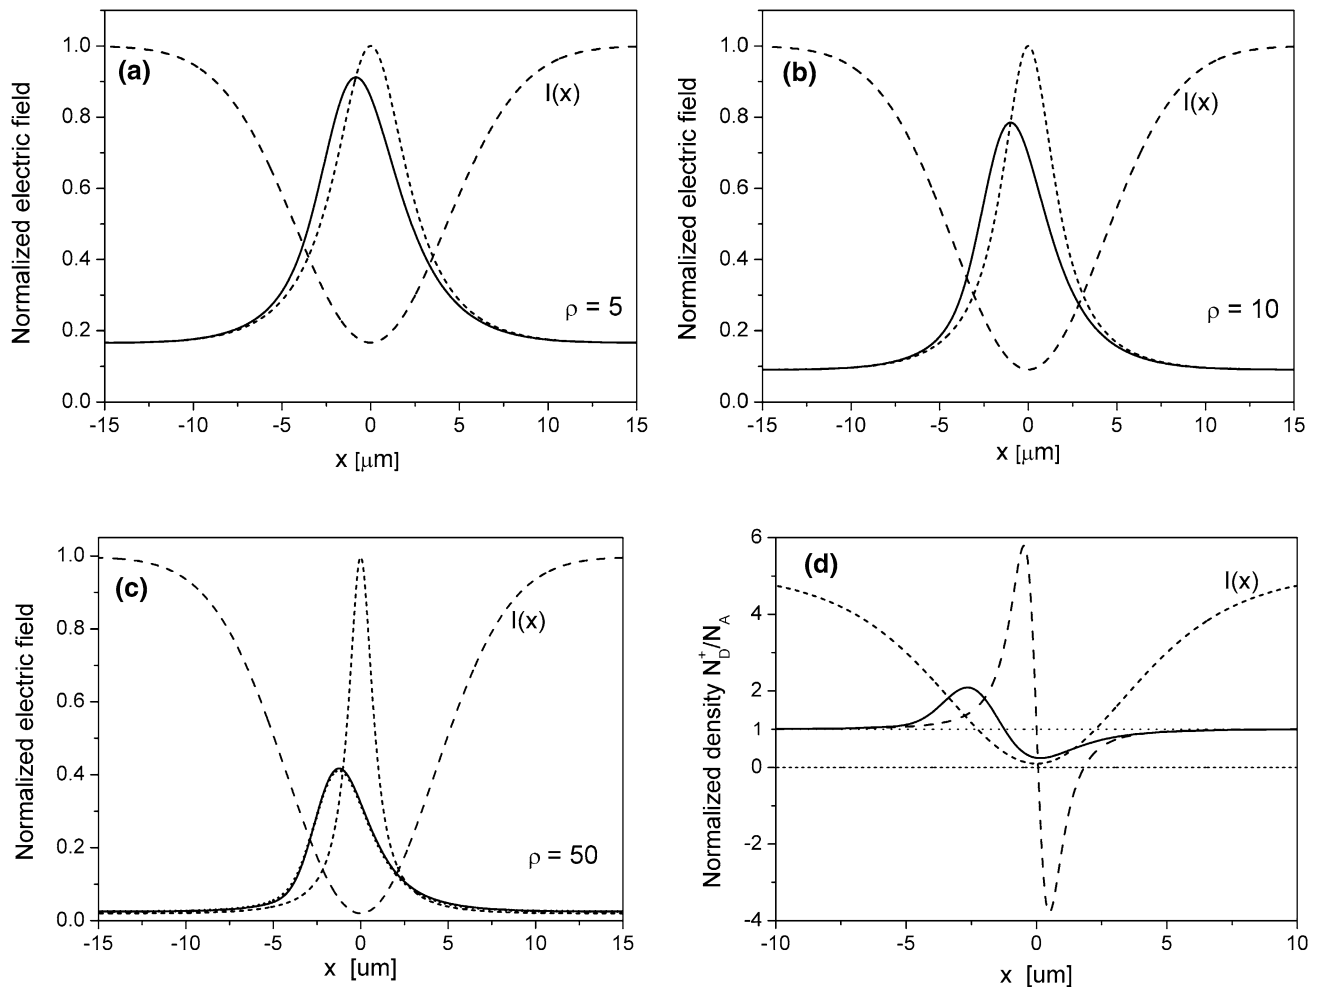 (a)
I(x)
ρ = 5
Normalized electric field
1.0
0.8
0.6
0.4
0.2
0.0
-15 -10 -5 0 5 10 15
x [μm]
(b)
I(x)
ρ = 10
Normalized electric field
1.0
0.8
0.6
0.4
0.2
0.0
-15 -10 -5 0 5 10 15
x [μm]
(c)
I(x)
ρ = 50
Normalized electric field
1.0
0.8
0.6
0.4
0.2
0.0
-15 -10 -5 0 5 10 15
x [um]
(d)
I(x)
Normalized density N_D^+/N_A
6
4
2
1
0
-2
-4
-10 -5 0 5 10
x [um]